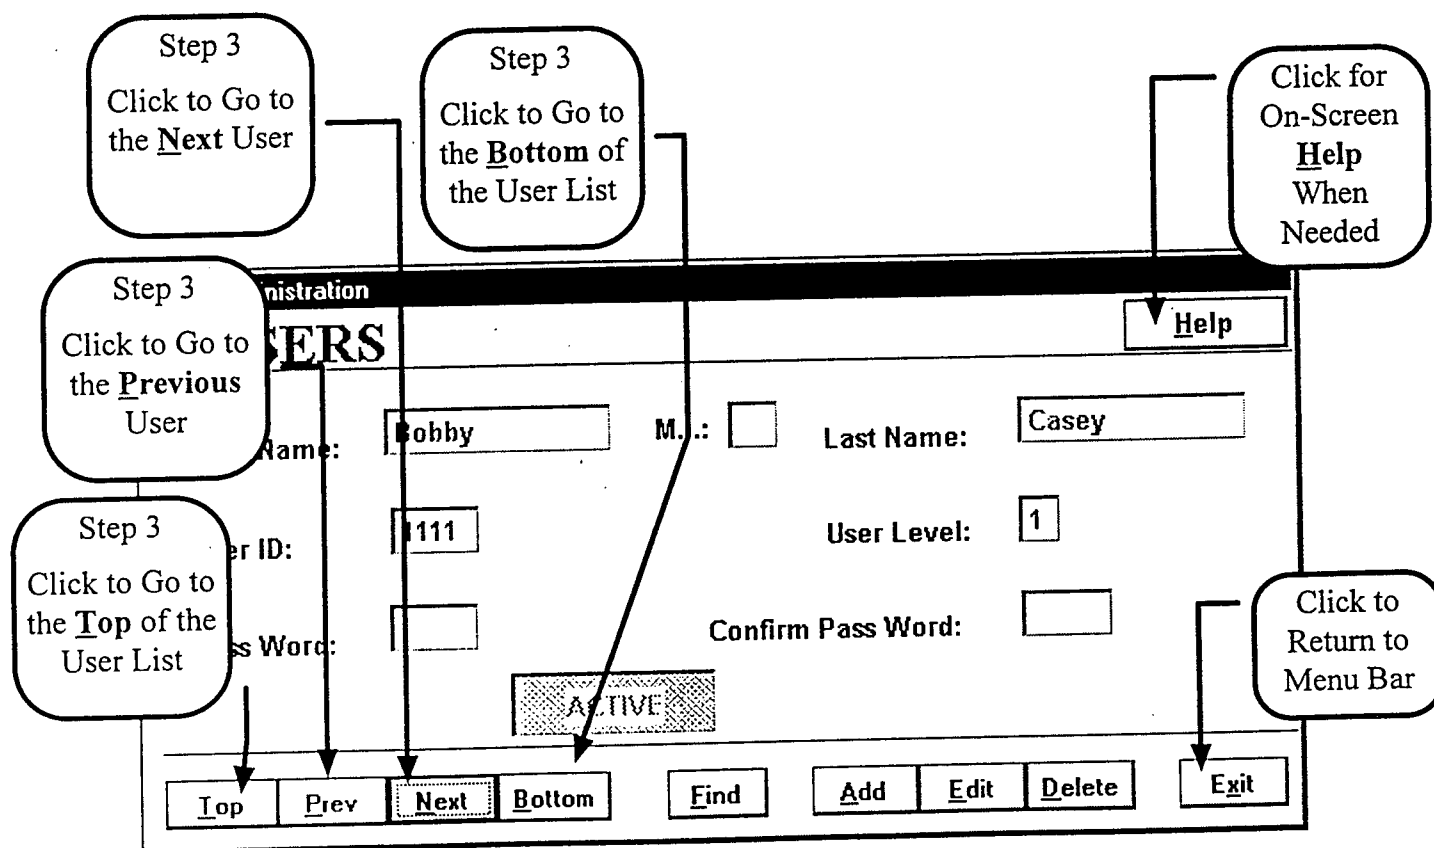 Step 3
Click to Go to
the Next User
Step 3
Click to Go to
the Bottom of
the User List
Click for
On-Screen
Help
When
Needed
Step 3
Click to Go to
the Previous
User
Step 3
Click to Go to
the Top of the
User List
Click to
Return to
Menu Bar
nistration
SERS
Help
Name:
Bobby
M...:
Last Name:
Casey
er ID:
1111
User Level:
1
ss Word:
Confirm Pass Word:
ACTIVE
Top
Prev
Next
Bottom
Find
Add
Edit
Delete
Exit